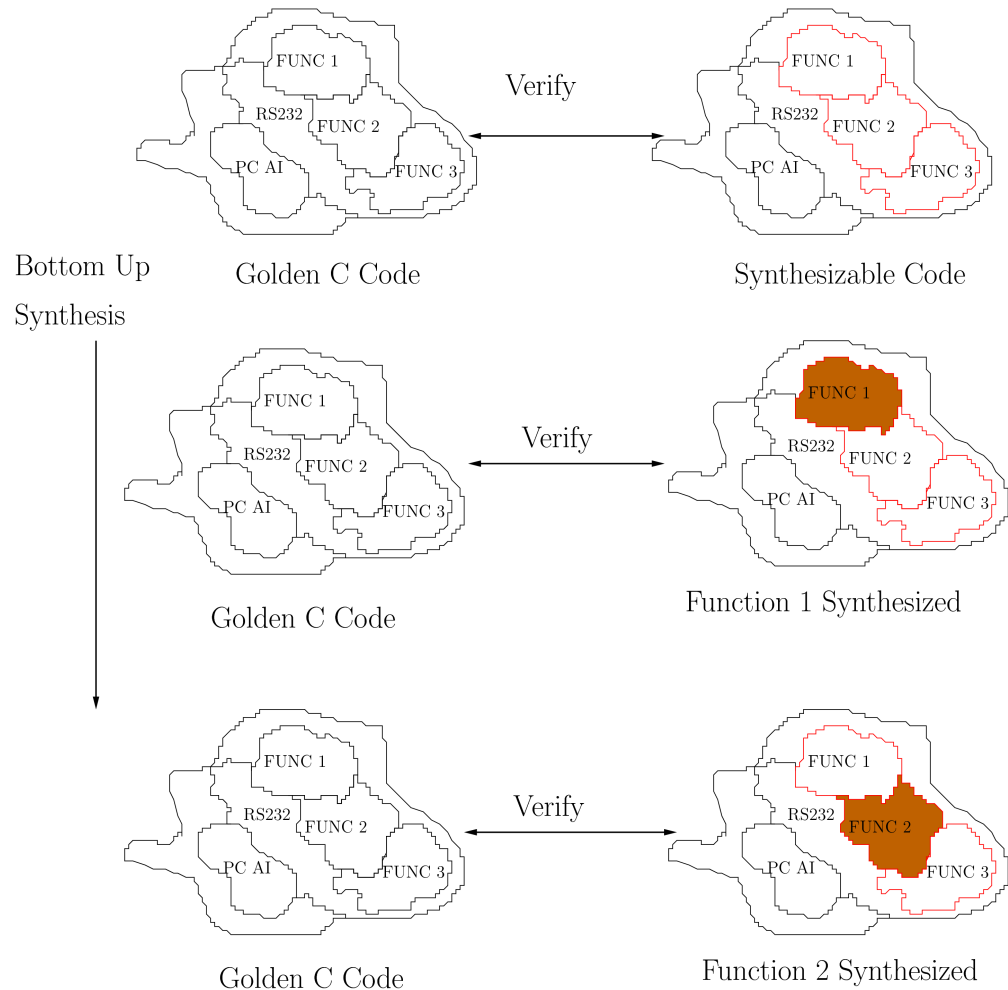 FUNC 1
RS232
FUNC 2
PC AI
FUNC 3
Verify
FUNC 1
RS232
FUNC 2
PC AI
FUNC 3
Bottom Up
Synthesis
Golden C Code
Synthesizable Code
FUNC 1
RS232
FUNC 2
PC AI
FUNC 3
Verify
FUNC 1
RS232
FUNC 2
PC AI
FUNC 3
Golden C Code
Function 1 Synthesized
FUNC 1
RS232
FUNC 2
PC AI
FUNC 3
Verify
FUNC 1
RS232
FUNC 2
PC AI
FUNC 3
Golden C Code
Function 2 Synthesized